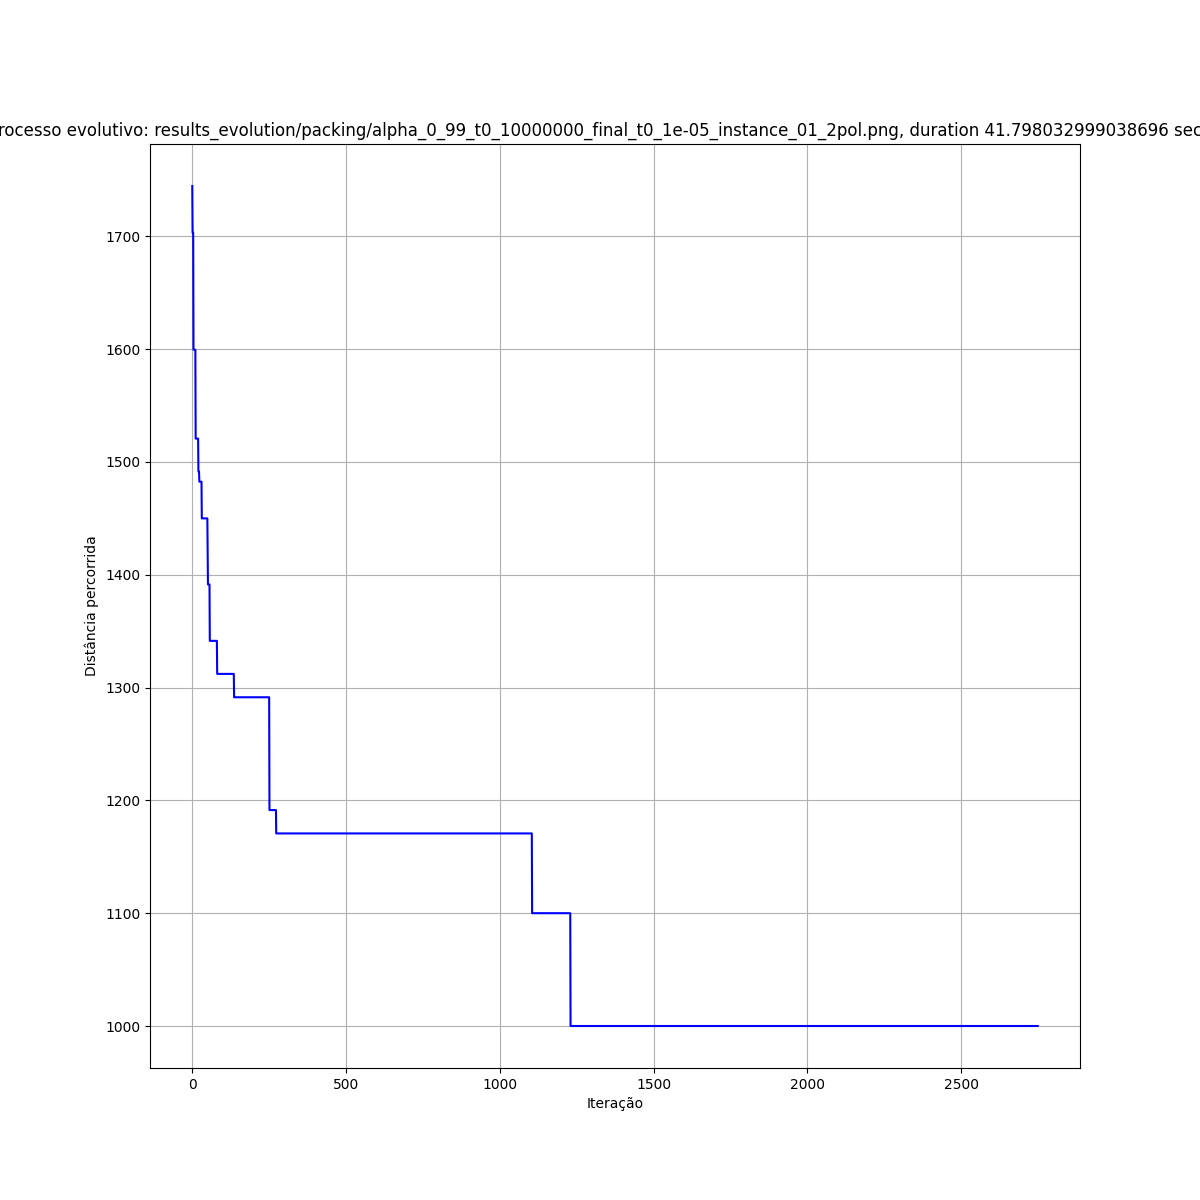 rocesso evolutivo: results_evolution/packing/alpha_0_99_t0_10000000_final_t0_1e-05_instance_01_2pol.png, duration 41.798032999038696 sec
1700
1600
1500
1400
1300
1200
1100
1000
Distância percorrida
0 500 1000 1500 2000 2500
Iteração